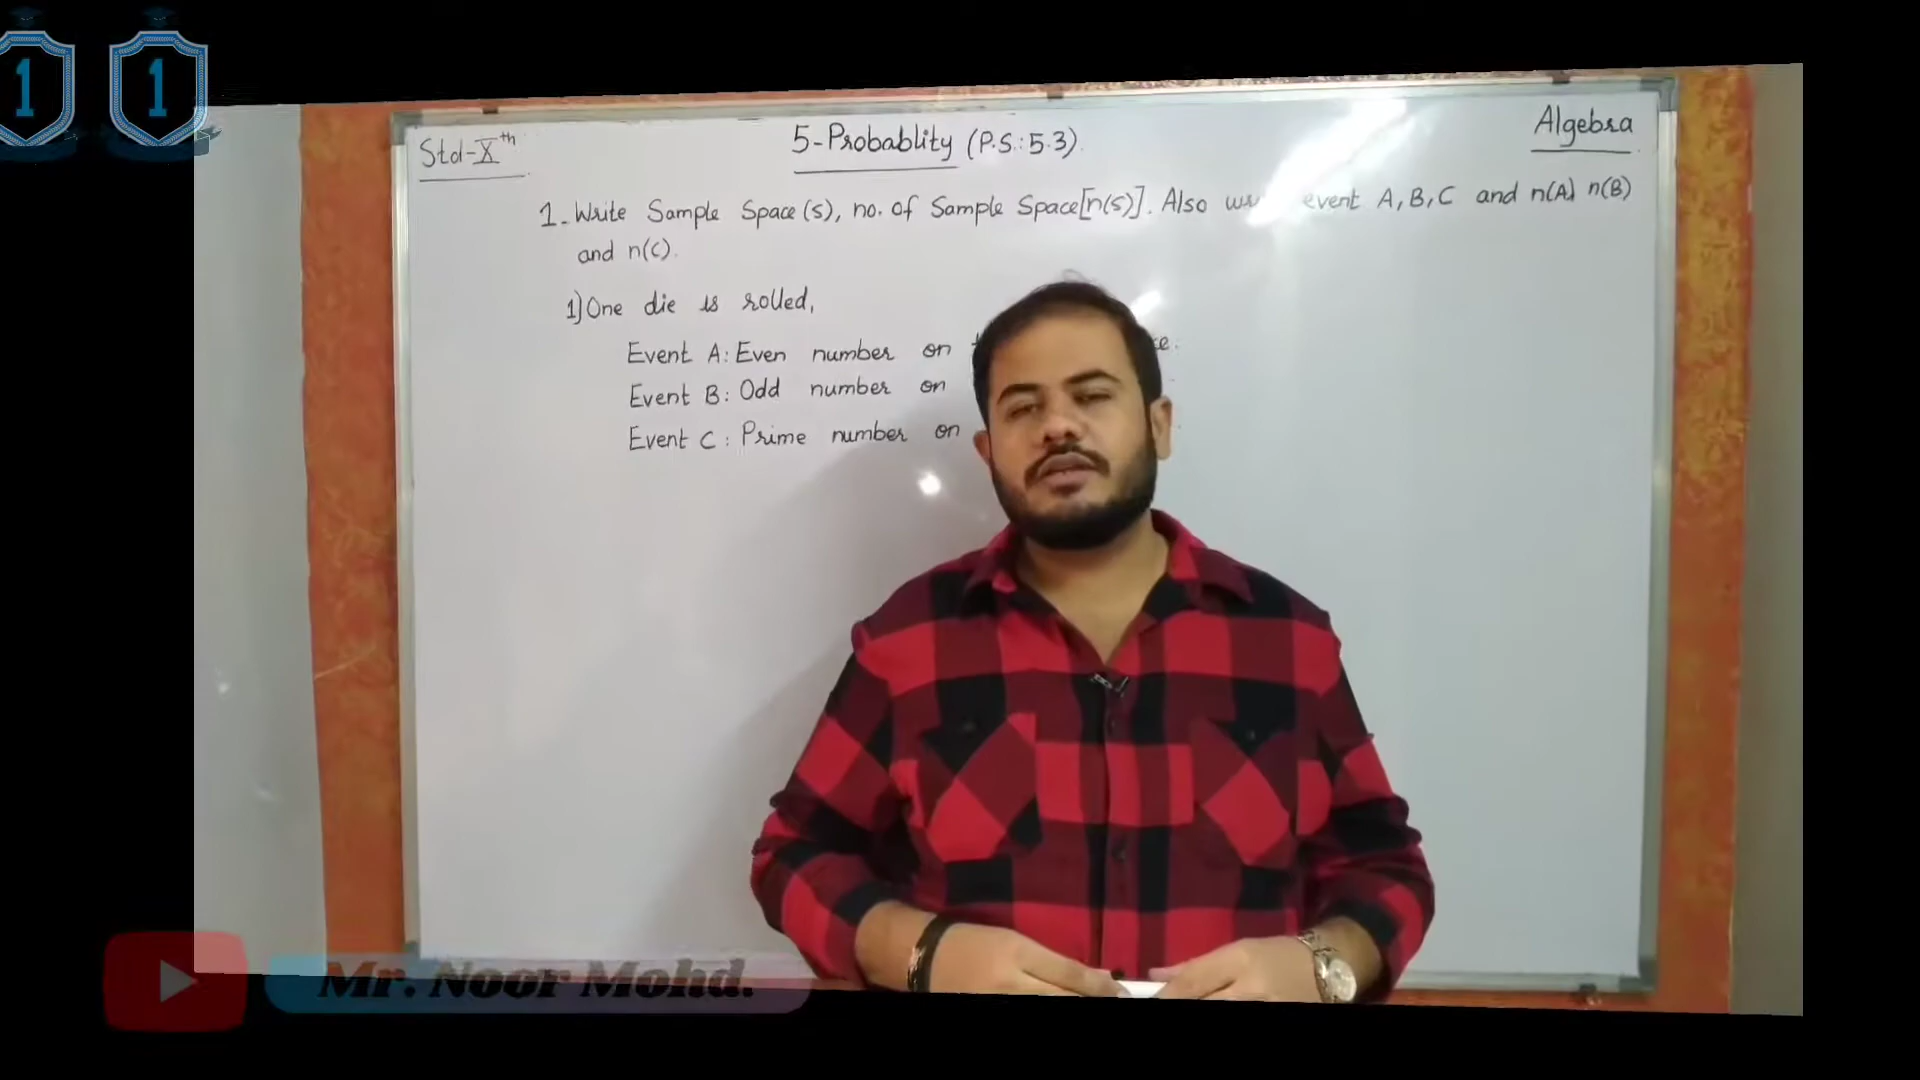 1 1
Std-Xth
5-Probablity (P.S.:5.3)
Algebra
1- Write Sample Space (s), no. of Sample Space[n(s)]. Also event A, B, C and n(A) n(B)
and n(C).
1) One die is rolled,
Event A: Even number on
Event B: Odd number on
Event C: Prime number on
Mr. Noor Mohd.